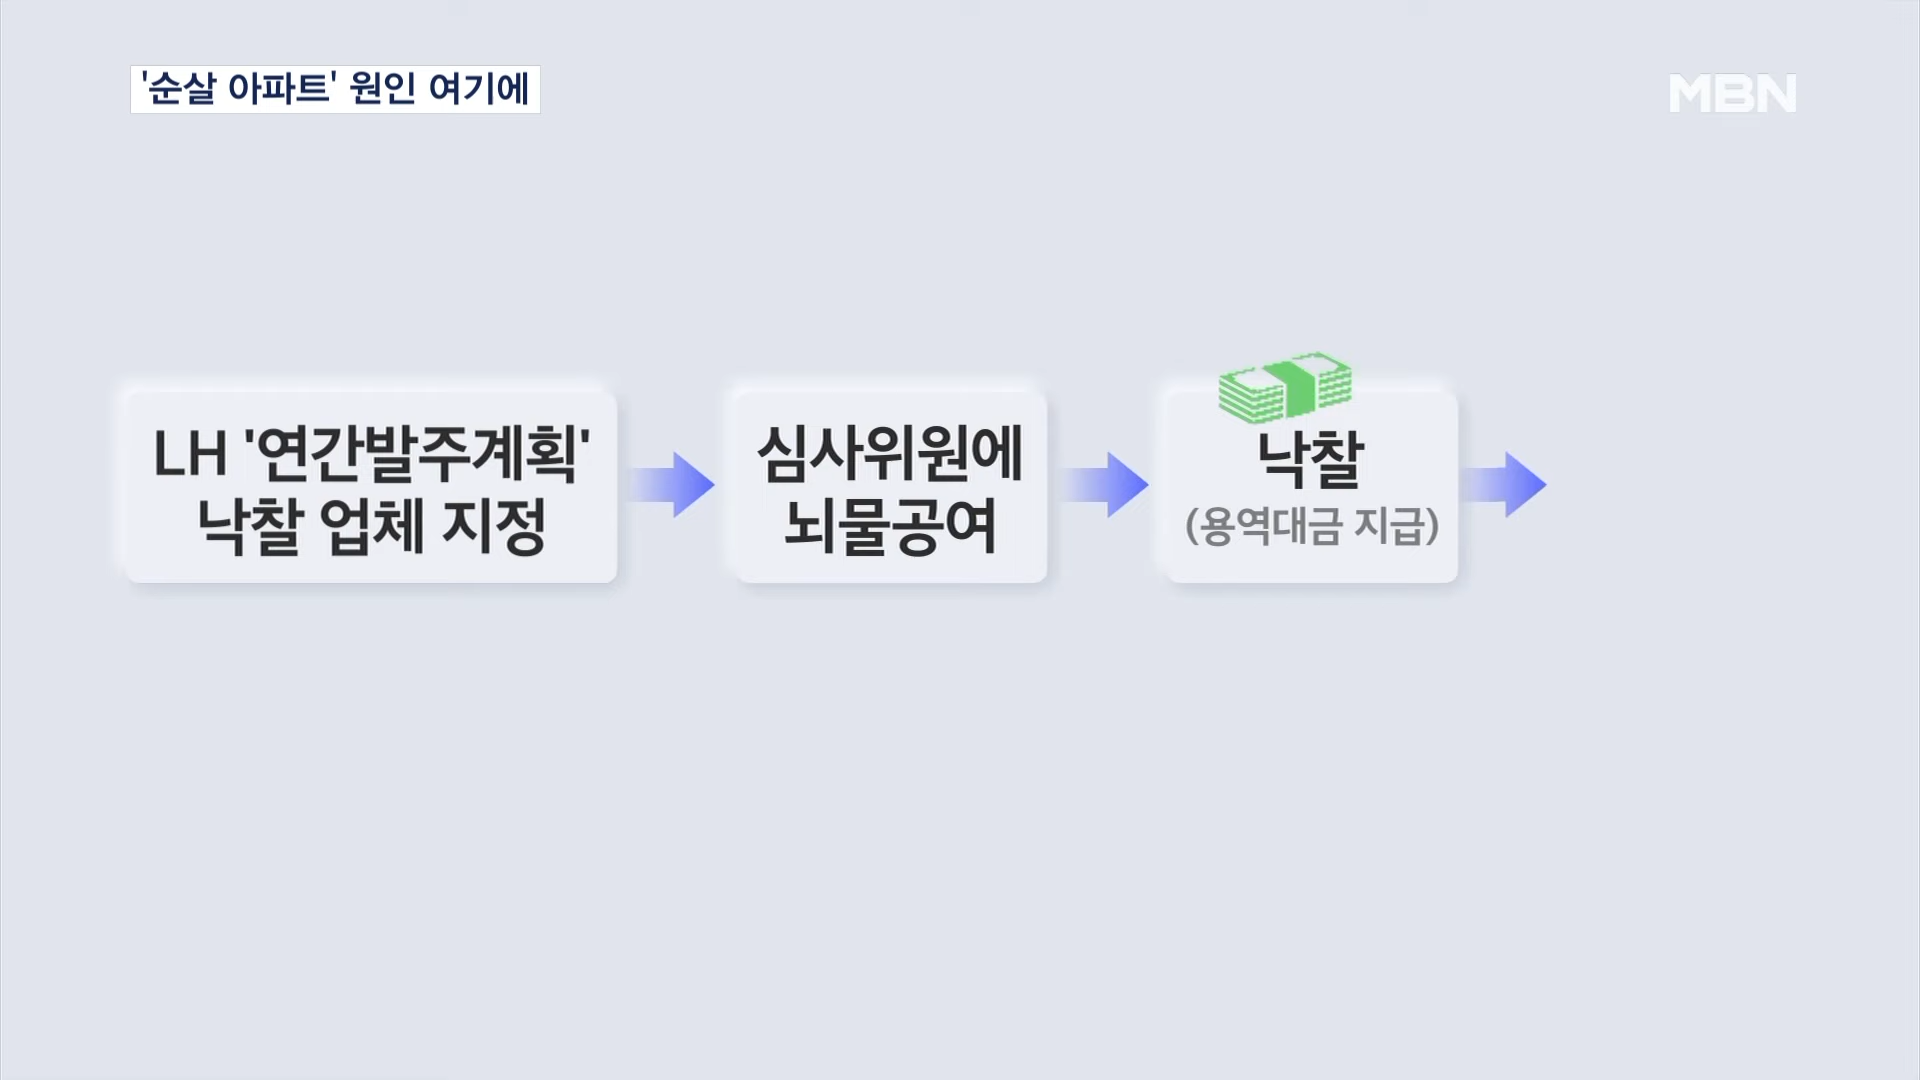 '순살 아파트' 원인 여기에
MBN
LH '연간발주계획'
낙찰 업체 지정
심사위원에
뇌물공여
낙찰
(용역대금 지급)